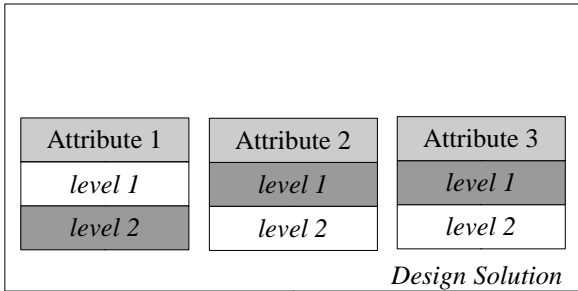 Attribute 1
level 1
level 2
Attribute 2
level 1
level 2
Attribute 3
level 1
level 2
Design Solution